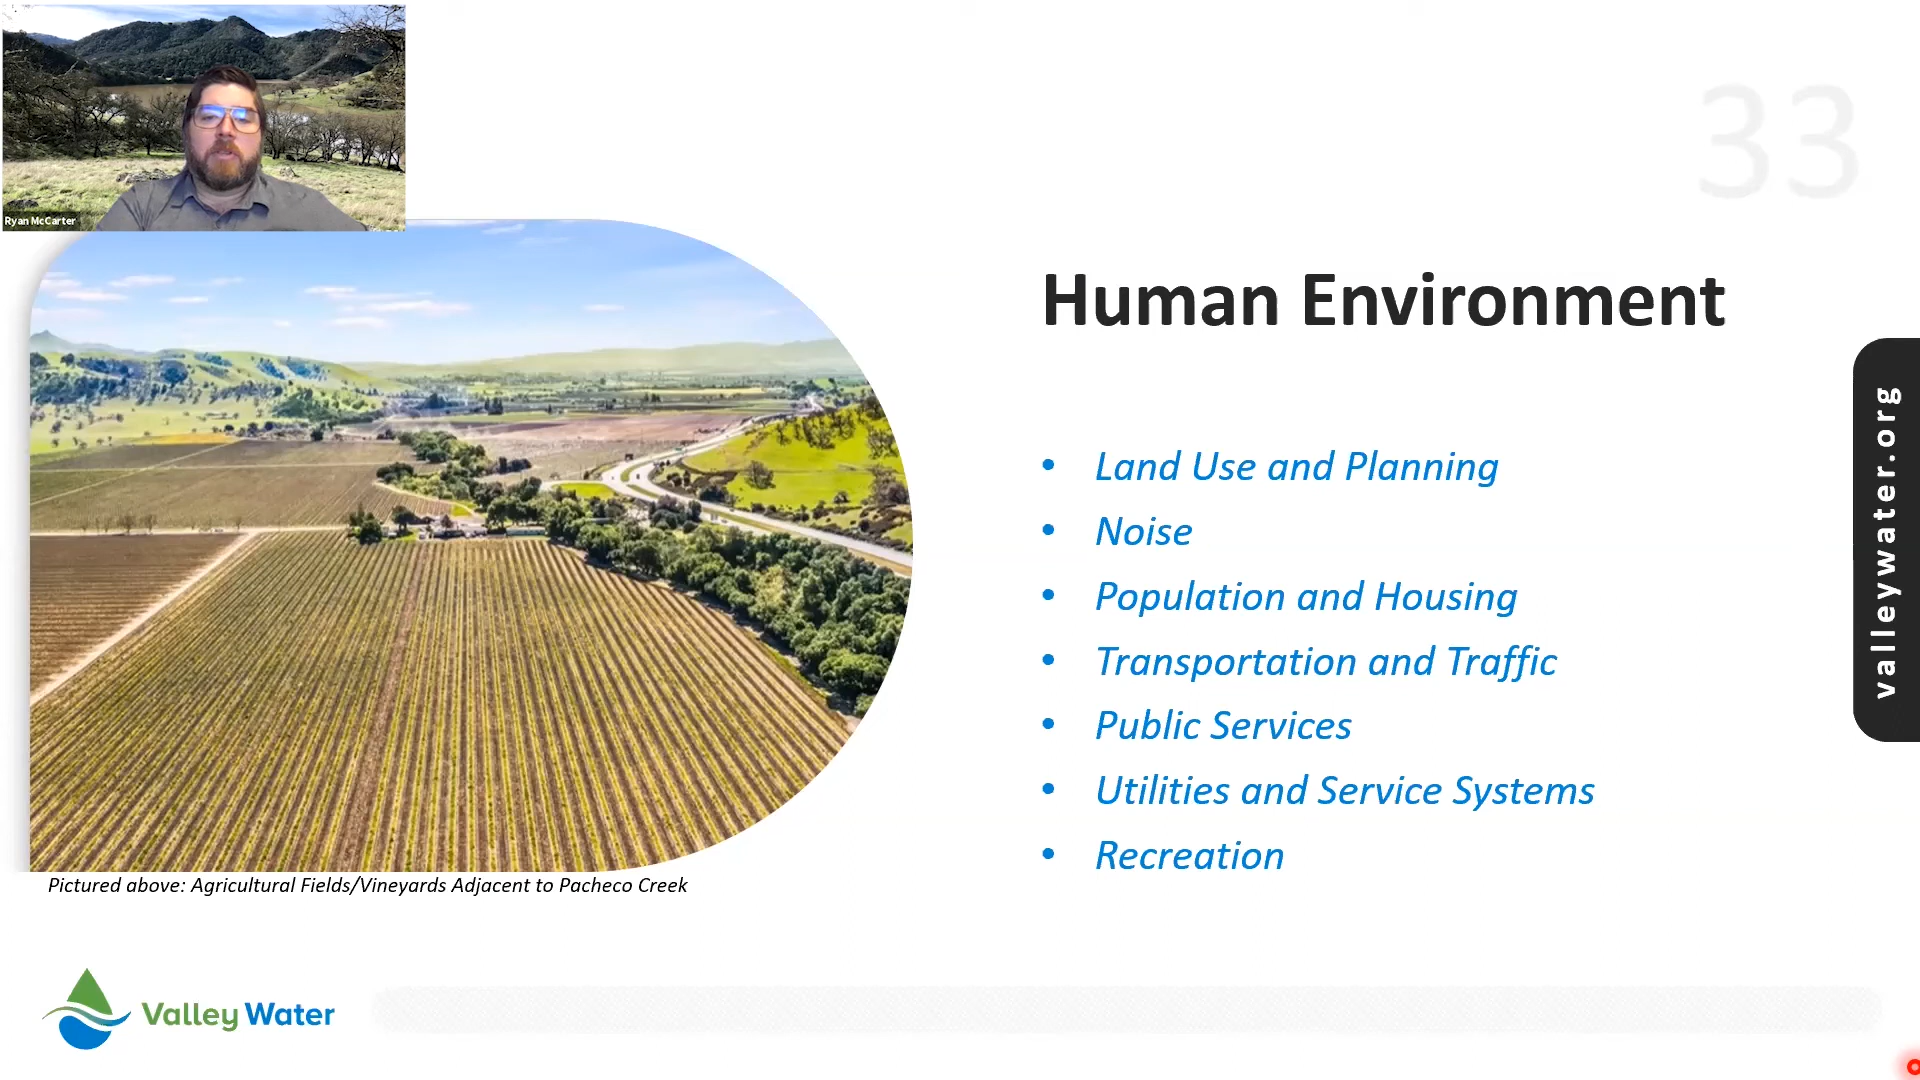 Ryan McCarter
33
Human Environment
• Land Use and Planning
• Noise
• Population and Housing
• Transportation and Traffic
• Public Services
• Utilities and Service Systems
• Recreation
valleywater.org
Pictured above: Agricultural Fields/Vineyards Adjacent to Pacheco Creek
Valley Water